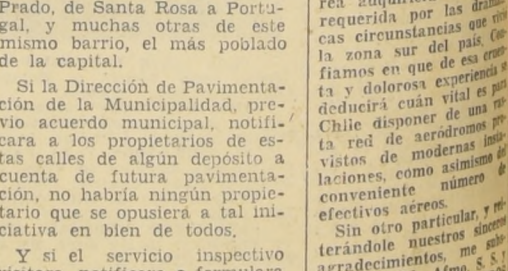 Prado, de Santa Rosa a Portu-
gal, y muchas otras de este
mismo barrio, el más poblado
de la capital.
Si la Dirección de Pavimenta-
ción de la Municipalidad, pre-
vio acuerdo municipal, notifi-
cara a los propietarios de es-
tas calles de algún depósito a
cuenta de futura pavimenta-
ción, no habría ningún propie-
tario que se opusiera a tal ini-
ciativa en bien de todos.
Y si el servicio inspectivo
requerida por las
cas circunstancias que
la zona sur del país.
fiamos en que de esa
ta y dolorosa experiencia
deducirá cuán vital es para
Chile disponer de una
ta red de aeródromos
vistos de modernas
laciones, como asimismo
conveniente número de
efectivos aéreos.
Sin otro particular, y
terándole nuestros sinceros
agradecimientos, me
S. S.